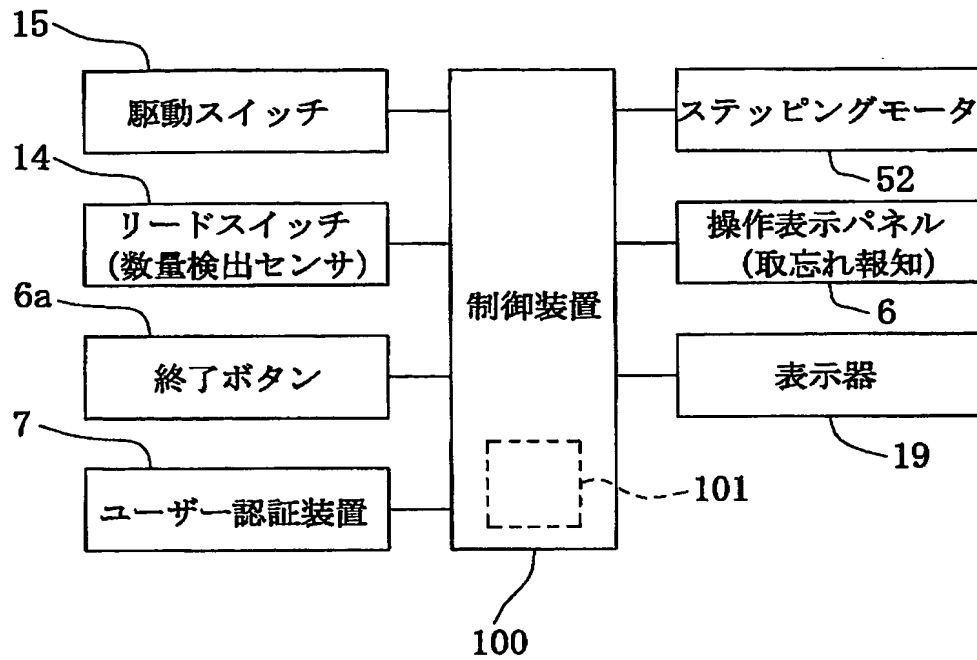 15
駆動スイッチ
14
リードスイッチ
(数量検出センサ)
6a
終了ボタン
7
ユーザー認証装置
制御装置
101
100
ステッピングモータ
52
操作表示パネル
(取忘れ報知)
6
表示器
19